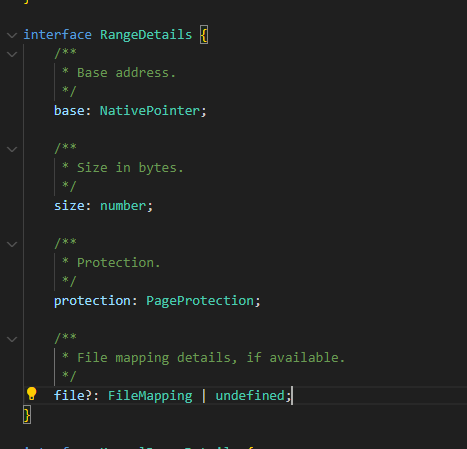 }
interface RangeDetails {
/**
* Base address.
*/
base: NativePointer;
/**
* Size in bytes.
*/
size: number;
/**
* Protection.
*/
protection: PageProtection;
/**
* File mapping details, if available.
*/
file?: FileMapping | undefined;
}